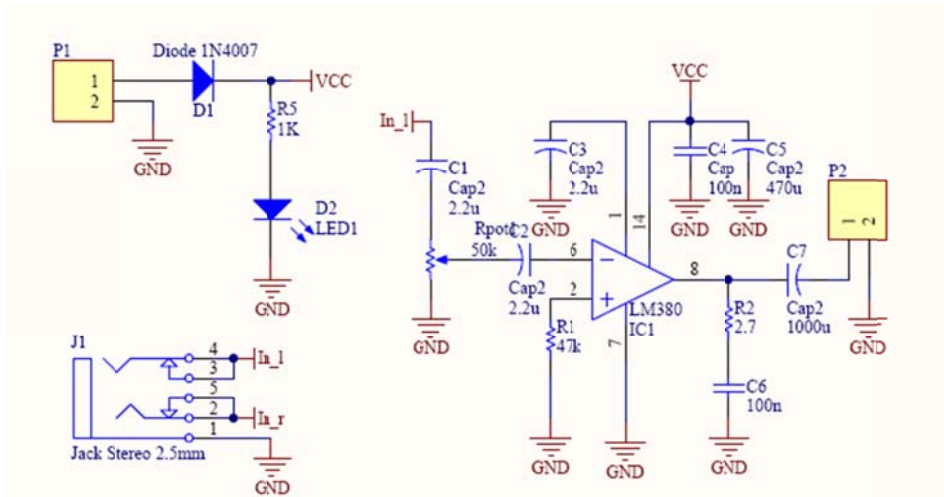 P1
1
2
Diode 1N4007
D1
VCC
R5
1K
GND
D2
LED1
GND
J1
4
3
5
2
1
In_l
In_r
Jack Stereo 2.5mm
GND
In_l
C1
Cap2
2.2u
50k
GND
C2
Cap2
2.2u
C3
Cap2
2.2u
GND
VCC
C4
Cap
100n
GND
C5
Cap2
470u
GND
1
14
6
2
7
8
LM380
IC1
R1
47k
GND
GND
R2
2.7
C6
100n
GND
C7
Cap2
1000u
P2
1
2
GND